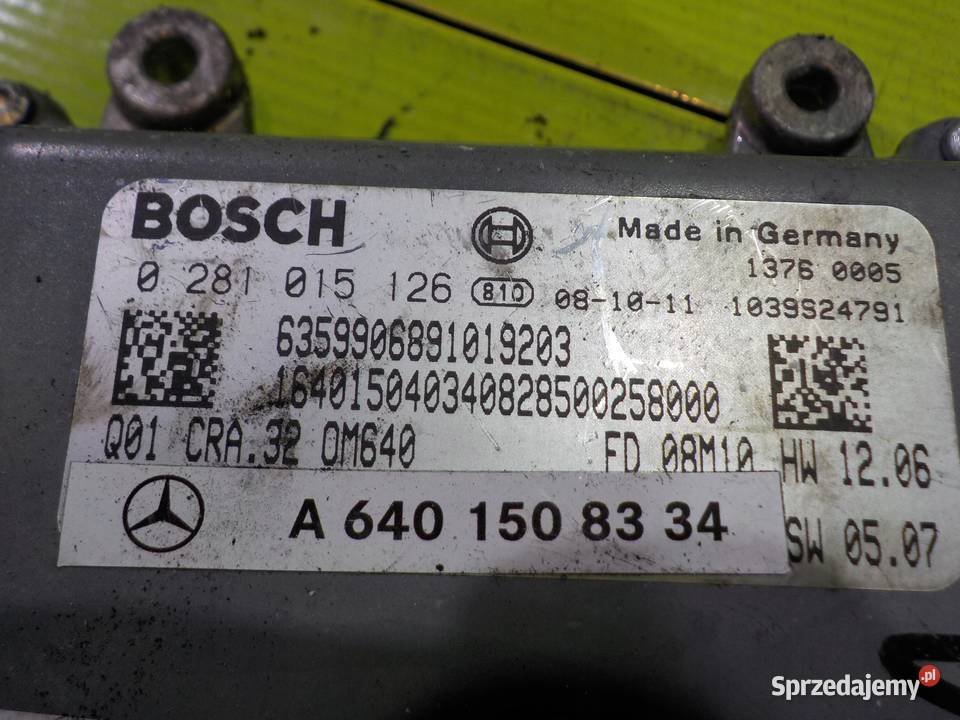 BOSCH
Made in Germany
1376 0005
0 281 015 126 810 08-10-11 1039S24791
6359906891019203
164015040340828500258000
Q01 CRA.32 OM640 FD 08M10 HW 12.06
A 640 150 83 34
SW 05.07
Sprzedajemy.pl